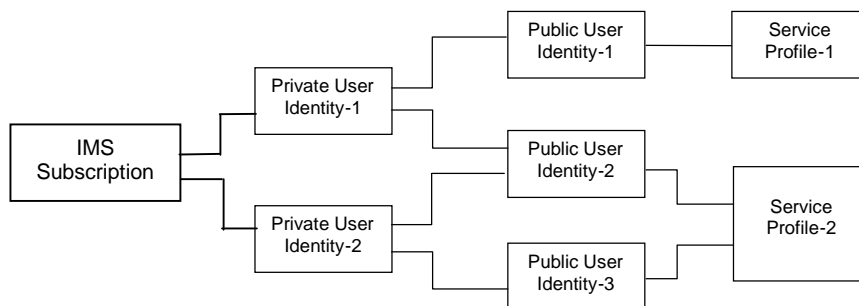 IMS
Subscription
Private User
Identity-1
Private User
Identity-2
Public User
Identity-1
Public User
Identity-2
Public User
Identity-3
Service
Profile-1
Service
Profile-2